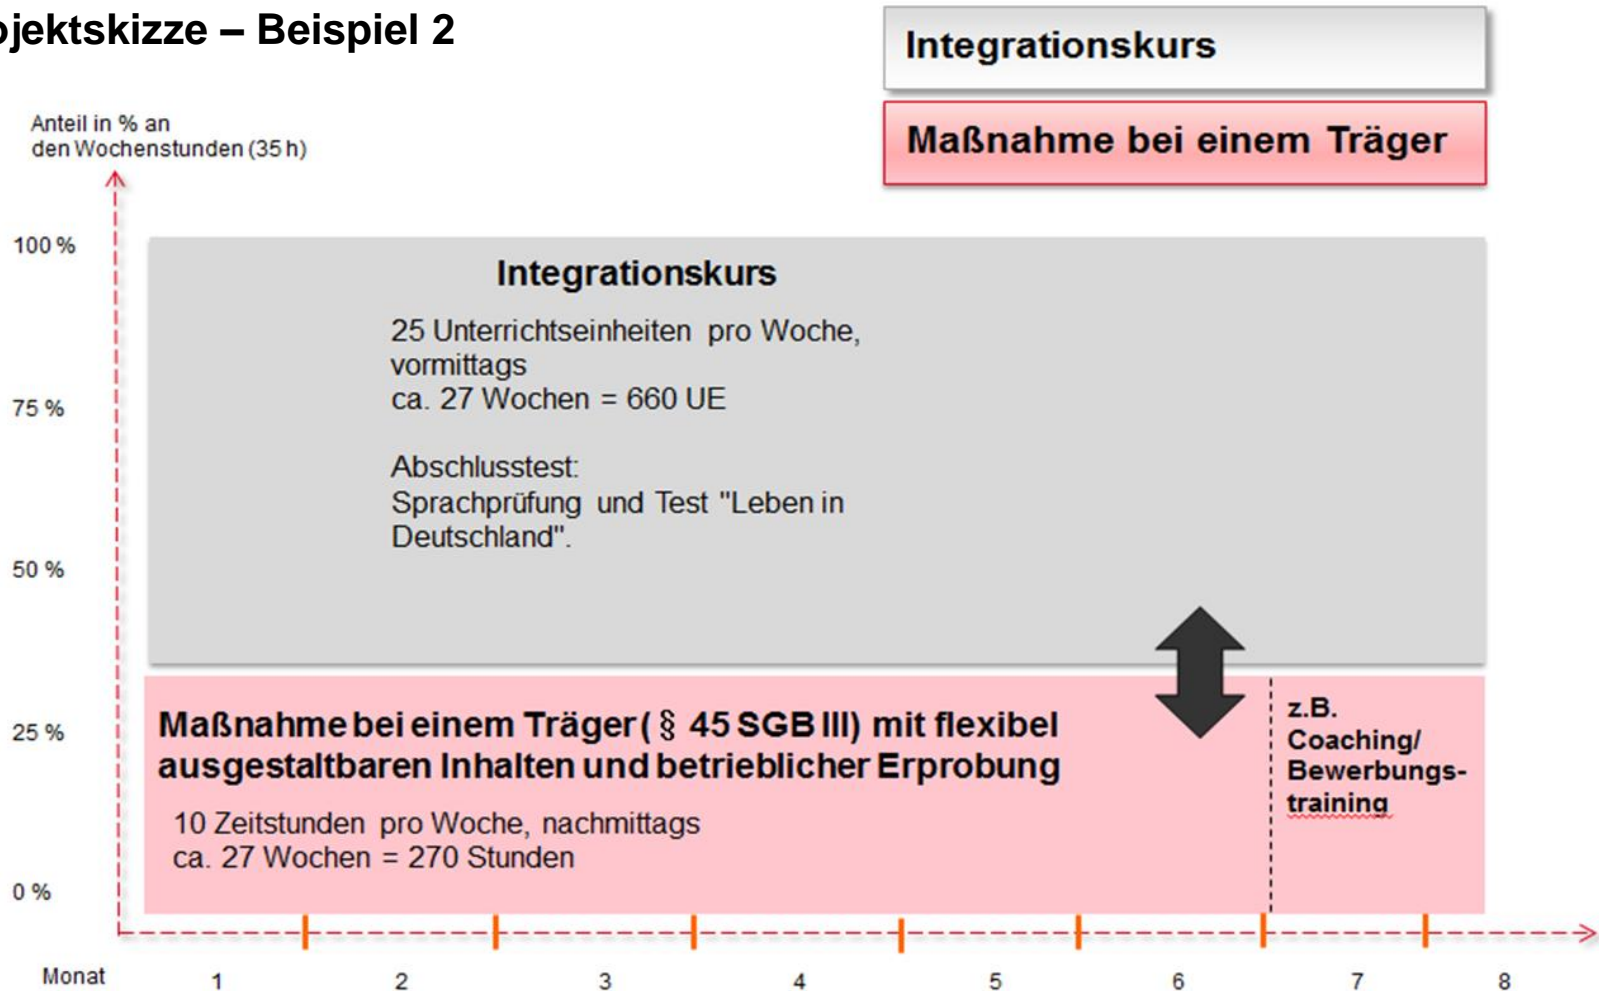 ojektskizze – Beispiel 2
Integrationskurs
Maßnahme bei einem Träger
Anteil in % an
den Wochenstunden (35 h)
100 %
75 %
50 %
25 %
0 %
Integrationskurs
25 Unterrichtseinheiten pro Woche,
vormittags
ca. 27 Wochen = 660 UE
Abschlusstest:
Sprachprüfung und Test "Leben in
Deutschland".
Maßnahme bei einem Träger ( § 45 SGB III) mit flexibel
ausgestaltbaren Inhalten und betrieblicher Erprobung
10 Zeitstunden pro Woche, nachmittags
ca. 27 Wochen = 270 Stunden
z.B.
Coaching/
Bewerbungs-
training
Monat 1 2 3 4 5 6 7 8